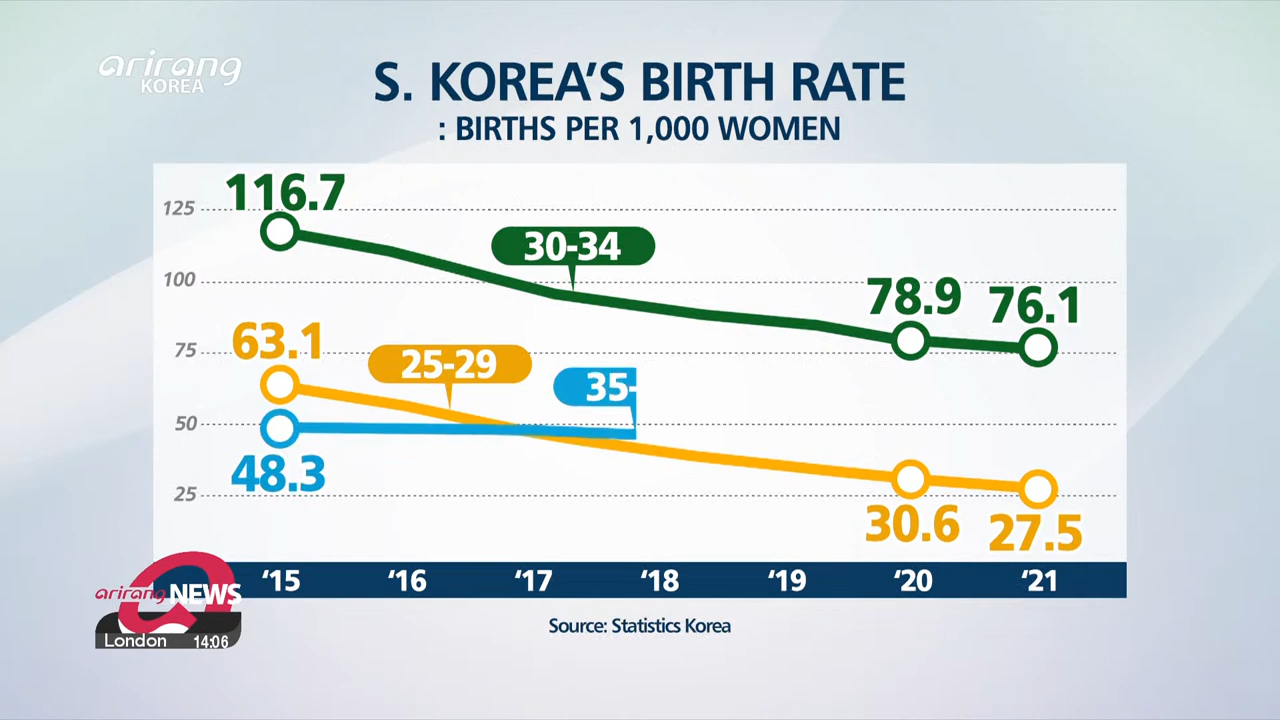 arirang
KOREA
S. KOREA'S BIRTH RATE
: BIRTHS PER 1,000 WOMEN
125
116.7
30-34
100
78.9
76.1
75
63.1
25-29
35-
50
48.3
25
30.6
27.5
'15 '16 '17 '18 '19 '20 '21
arirang NEWS
London 14:06
Source: Statistics Korea